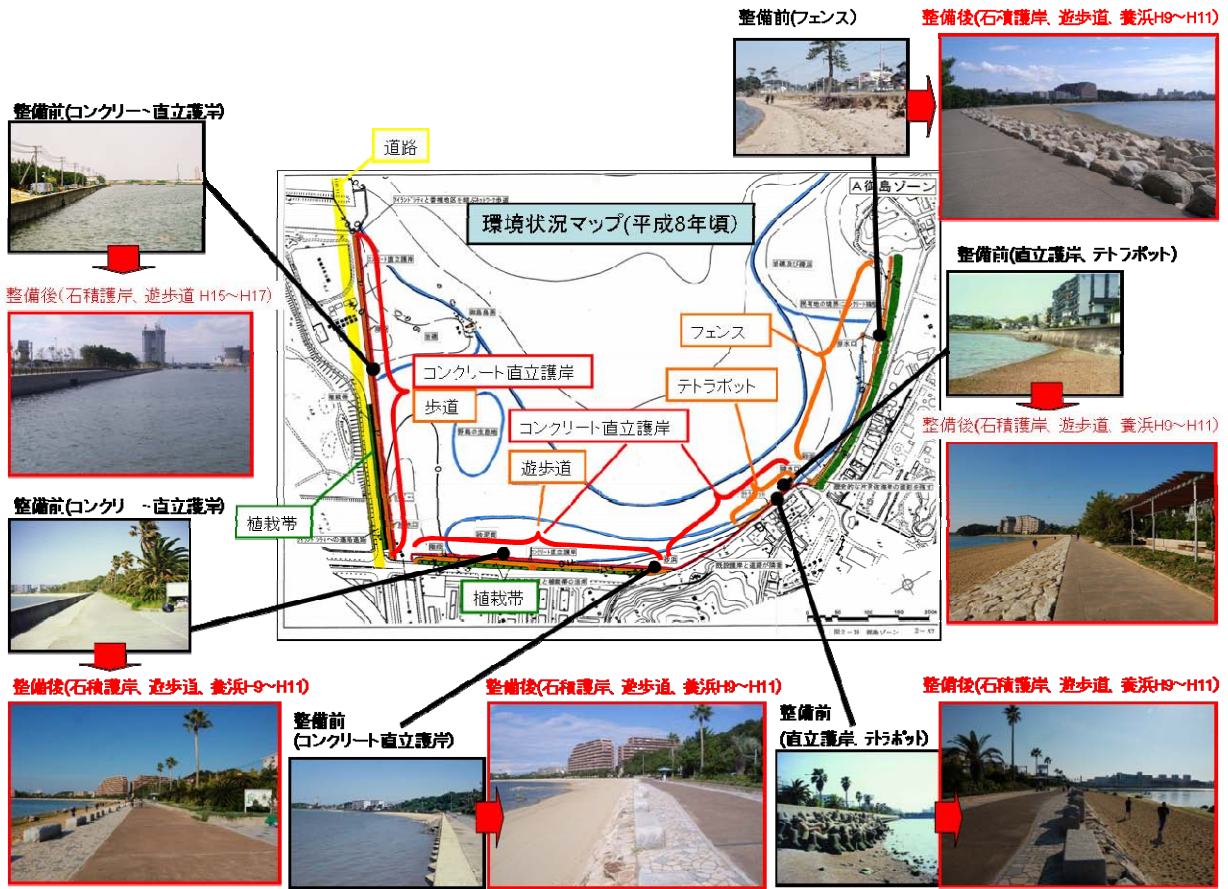 整備前(フェンス)
整備後(石積護岸、遊歩道、養浜H9～H11)
整備前(コンクリート直立護岸)
道路
A御島ゾーン
環境状況マップ(平成8年頃)
整備前(直立護岸、テトラポット)
整備後(石積護岸、遊歩道 H15～H17)
フェンス
コンクリート直立護岸
テトラポット
歩道
コンクリート直立護岸
整備後(石積護岸、遊歩道、養浜H9～H11)
遊歩道
野鳥の生息地
整備前(コンクリート直立護岸)
植栽帯
植栽帯
整備後(石積護岸、遊歩道、養浜H9～H11)
整備前
(コンクリート直立護岸)
整備後(石積護岸、遊歩道、養浜H9～H11)
整備前
(直立護岸、テトラポット)
整備後(石積護岸、遊歩道、養浜H9～H11)